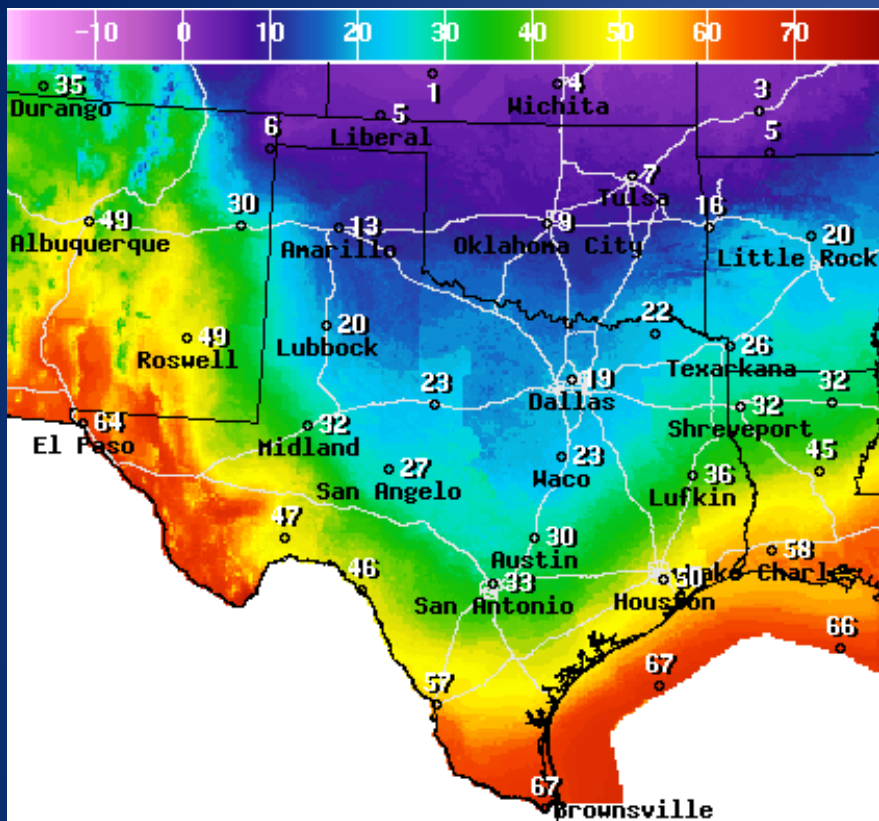 -10 0 10 20 30 40 50 60 70
35
Durango
1
4
Wichita
3
5
Liberal
6
5
7
Tulsa
49
Albuquerque
30
13
Amarillo
9
Oklahoma City
16
20
Little Rock
49
Roswell
20
Lubbock
22
26
Texarkana
19
Dallas
23
32
Shreveport
32
64
El Paso
32
Midland
27
San Angelo
23
Waco
36
Lufkin
45
47
30
Austin
58
Lake Charles
46
33
San Antonio
50
Houston
66
67
57
67
Brownsville